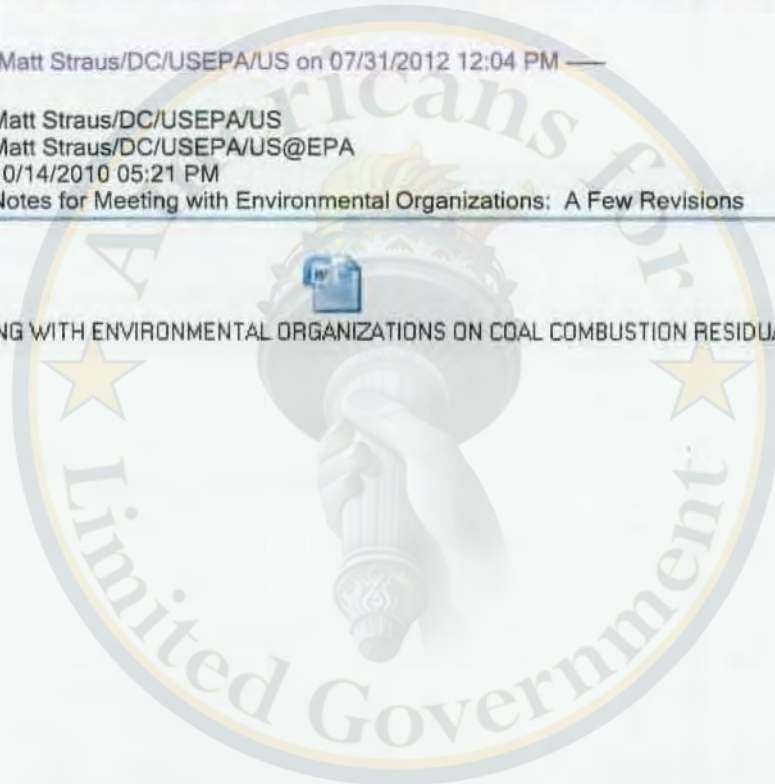 Matt Straus/DC/USEPA/US on 07/31/2012 12:04 PM ——
Matt Straus/DC/USEPA/US
Matt Straus/DC/USEPA/US@EPA
0/14/2010 05:21 PM
Notes for Meeting with Environmental Organizations: A Few Revisions
W
NG WITH ENVIRONMENTAL ORGANIZATIONS ON COAL COMBUSTION RESIDUA
Americans for
Limited Government